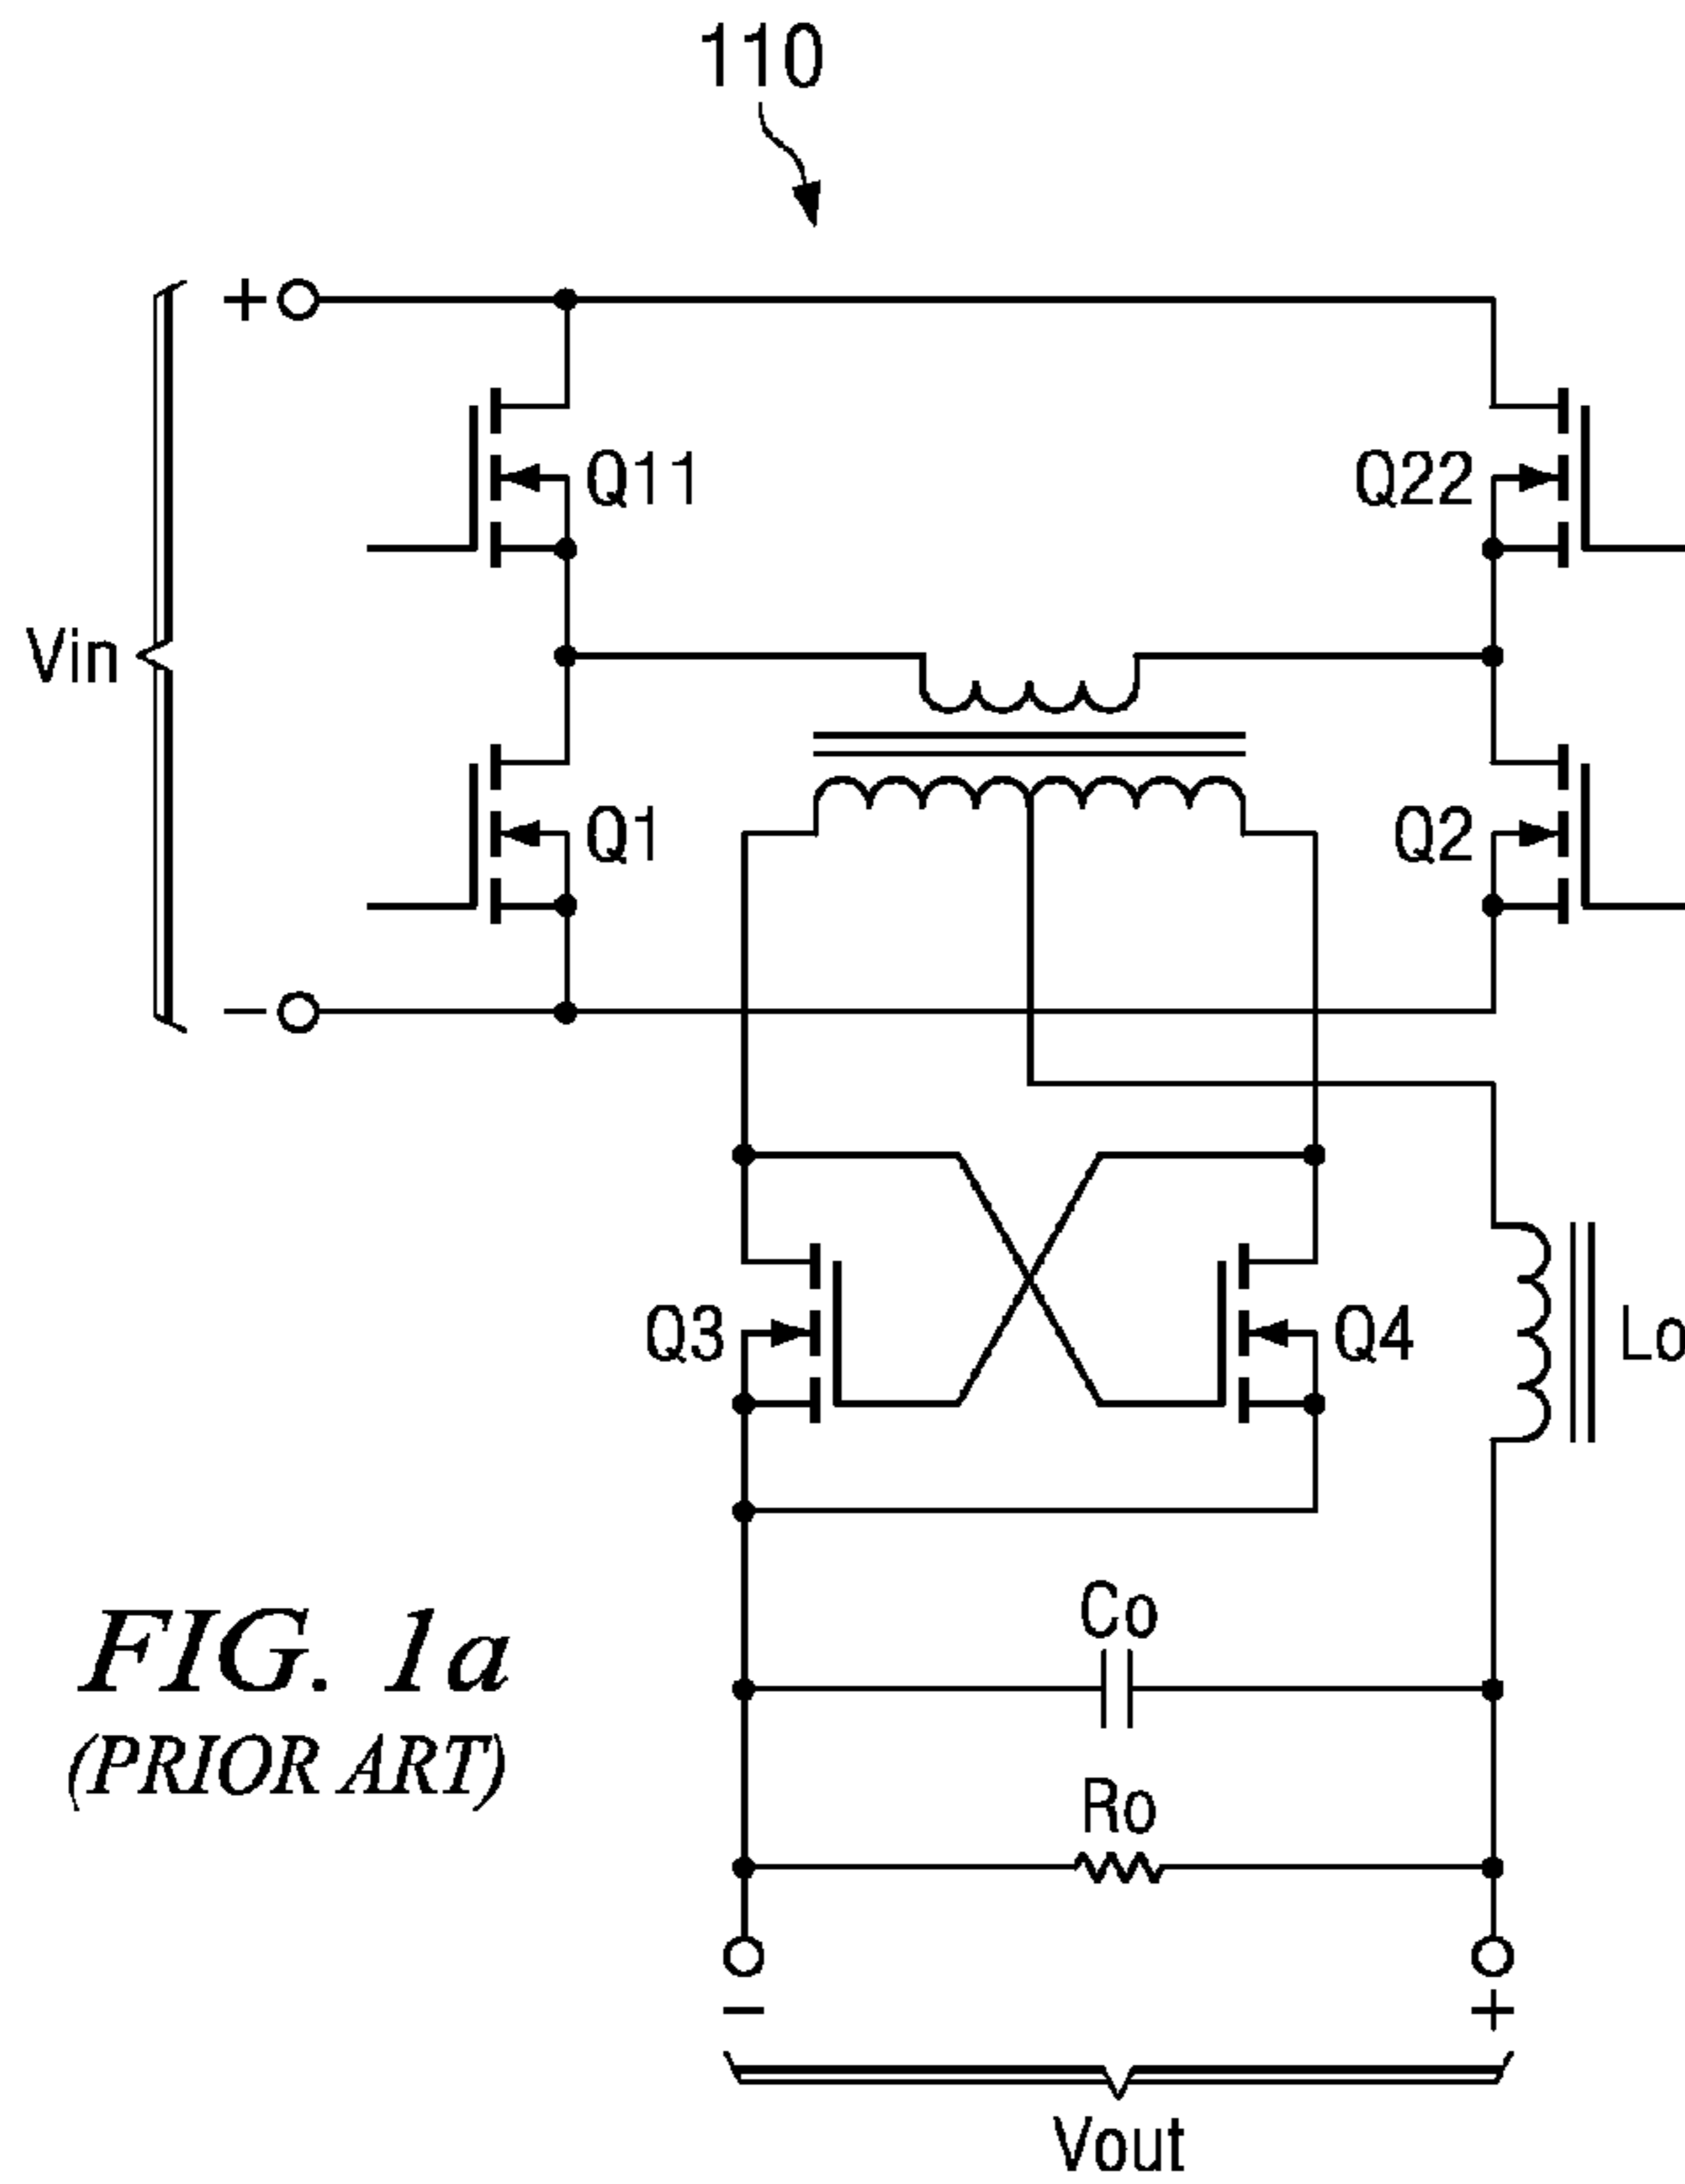 110
+
Q11
Q22
Vin
Q1
Q2
−
Q3
Q4
Lo
Co
FIG. 1a
(PRIOR ART)
Ro
− +
Vout